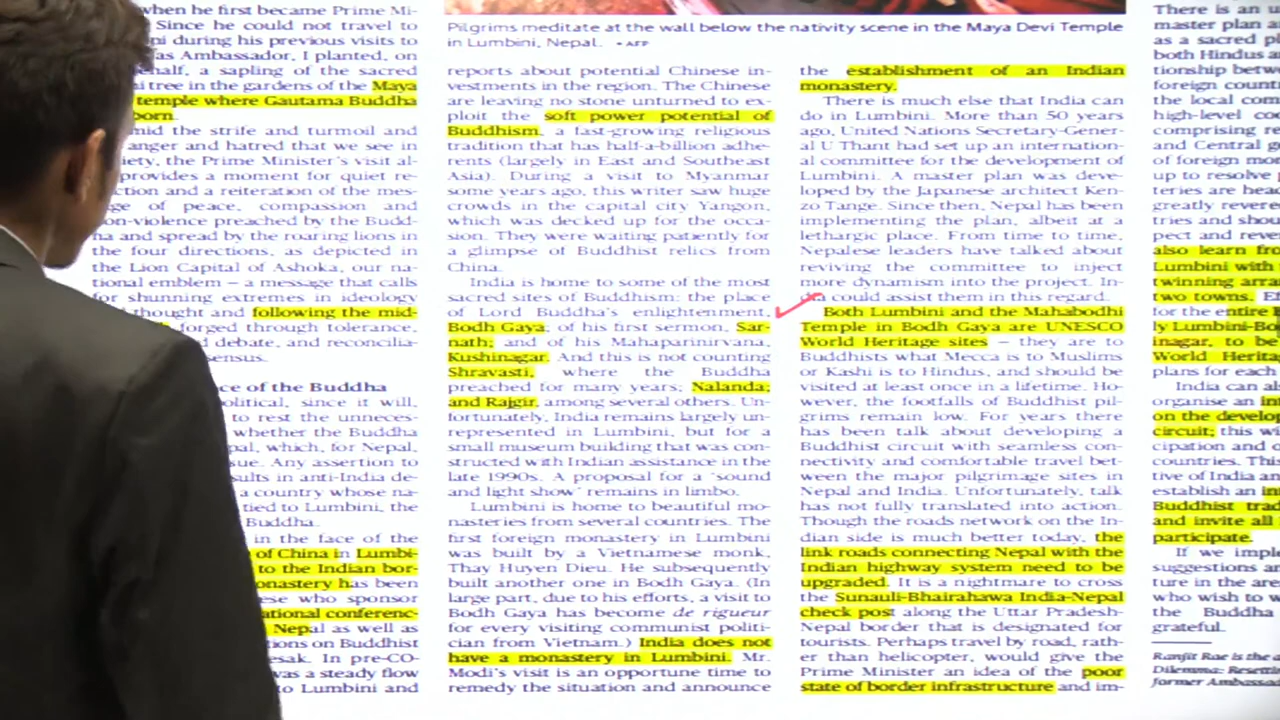 when he first became Prime Mi-
Since he could not travel to
ni during his previous visits to
as Ambassador, I planted, on
behalf, a sapling of the sacred
tree in the gardens of the Maya
temple where Gautama Buddha
born.
mid the strife and turmoil and
anger and hatred that we see in
iety, the Prime Minister's visit al-
provides a moment for quiet re-
ction and a reiteration of the mes-
ge of peace, compassion and
on-violence preached by the Budd-
ha and spread by the roaring lions in
the four directions, as depicted in
the Lion Capital of Ashoka, our na-
tional emblem – a message that calls
for shunning extremes in ideology
thought and following the mid-
forged through tolerance,
debate, and reconcilia-
sensus.
ce of the Buddha
olitical, since it will,
to rest the unneces-
whether the Buddha
pal, which, for Nepal,
sue. Any assertion to
sults in anti-India de-
a country whose na-
tied to Lumbini, the
Buddha.
in the face of the
of China in Lumbi-
to the Indian bor-
onastery has been
ese who sponsor
ational conferenc-
Nepal as well as
ions on Buddhist
esak. In pre-CO-
was a steady flow
to Lumbini and
Pilgrims meditate at the wall below the nativity scene in the Maya Devi Temple
in Lumbini, Nepal. • AFP
reports about potential Chinese in-
vestments in the region. The Chinese
are leaving no stone unturned to ex-
ploit the soft power potential of
Buddhism, a fast-growing religious
tradition that has half-a-billion adhe-
rents (largely in East and Southeast
Asia). During a visit to Myanmar
some years ago, this writer saw huge
crowds in the capital city Yangon,
which was decked up for the occa-
sion. They were waiting patiently for
a glimpse of Buddhist relics from
China.
India is home to some of the most
sacred sites of Buddhism: the place
of Lord Buddha's enlightenment,
Bodh Gaya; of his first sermon, Sar-
nath; and of his Mahaparinirvana,
Kushinagar. And this is not counting
Shravasti, where the Buddha
preached for many years; Nalanda;
and Rajgir, among several others. Un-
fortunately, India remains largely un-
represented in Lumbini, but for a
small museum building that was con-
structed with Indian assistance in the
late 1990s. A proposal for a 'sound
and light show' remains in limbo.
Lumbini is home to beautiful mo-
nasteries from several countries. The
first foreign monastery in Lumbini
was built by a Vietnamese monk,
Thay Huyen Dieu. He subsequently
built another one in Bodh Gaya. (In
large part, due to his efforts, a visit to
Bodh Gaya has become de rigueur
for every visiting communist politi-
cian from Vietnam.) India does not
have a monastery in Lumbini. Mr.
Modi's visit is an opportune time to
remedy the situation and announce
the establishment of an Indian
monastery.
There is much else that India can
do in Lumbini. More than 50 years
ago, United Nations Secretary-Gener-
al U Thant had set up an internation-
al committee for the development of
Lumbini. A master plan was deve-
loped by the Japanese architect Ken-
zo Tange. Since then, Nepal has been
implementing the plan, albeit at a
lethargic place. From time to time,
Nepalese leaders have talked about
reviving the committee to inject
more dynamism into the project. In-
dia could assist them in this regard.
Both Lumbini and the Mahabodhi
Temple in Bodh Gaya are UNESCO
World Heritage sites – they are to
Buddhists what Mecca is to Muslims
or Kashi is to Hindus, and should be
visited at least once in a lifetime. Ho-
wever, the footfalls of Buddhist pil-
grims remain low. For years there
has been talk about developing a
Buddhist circuit with seamless con-
nectivity and comfortable travel bet-
ween the major pilgrimage sites in
Nepal and India. Unfortunately, talk
has not fully translated into action.
Though the roads network on the In-
dian side is much better today, the
link roads connecting Nepal with the
Indian highway system need to be
upgraded. It is a nightmare to cross
the Sunauli-Bhairahawa India-Nepal
check post along the Uttar Pradesh-
Nepal border that is designated for
tourists. Perhaps travel by road, rath-
er than helicopter, would give the
Prime Minister an idea of the poor
state of border infrastructure and im-
There is an u
master plan a
as a sacred pl
both Hindus a
tionship betw
foreign count
the local com
high-level co
comprising re
and Central g
of foreign mo
up to resolve p
teries are hea
greatly revere
tries and shou
pect and reve
also learn fro
Lumbini with
twinning arra
two towns. E
for the entire l
ly Lumbini-Bo
inagar, to be
World Herita
plans for each
India can al
organise an in
on the develo
circuit; this wi
cipation and c
countries. Thi
tive of India an
establish an in
Buddhist trad
and invite all
participate.
If we impl
suggestions a
ture in the are
who wish to w
the Buddha
grateful.
Ranjit Rae is the a
Dilemma: Resetti
former Ambassad